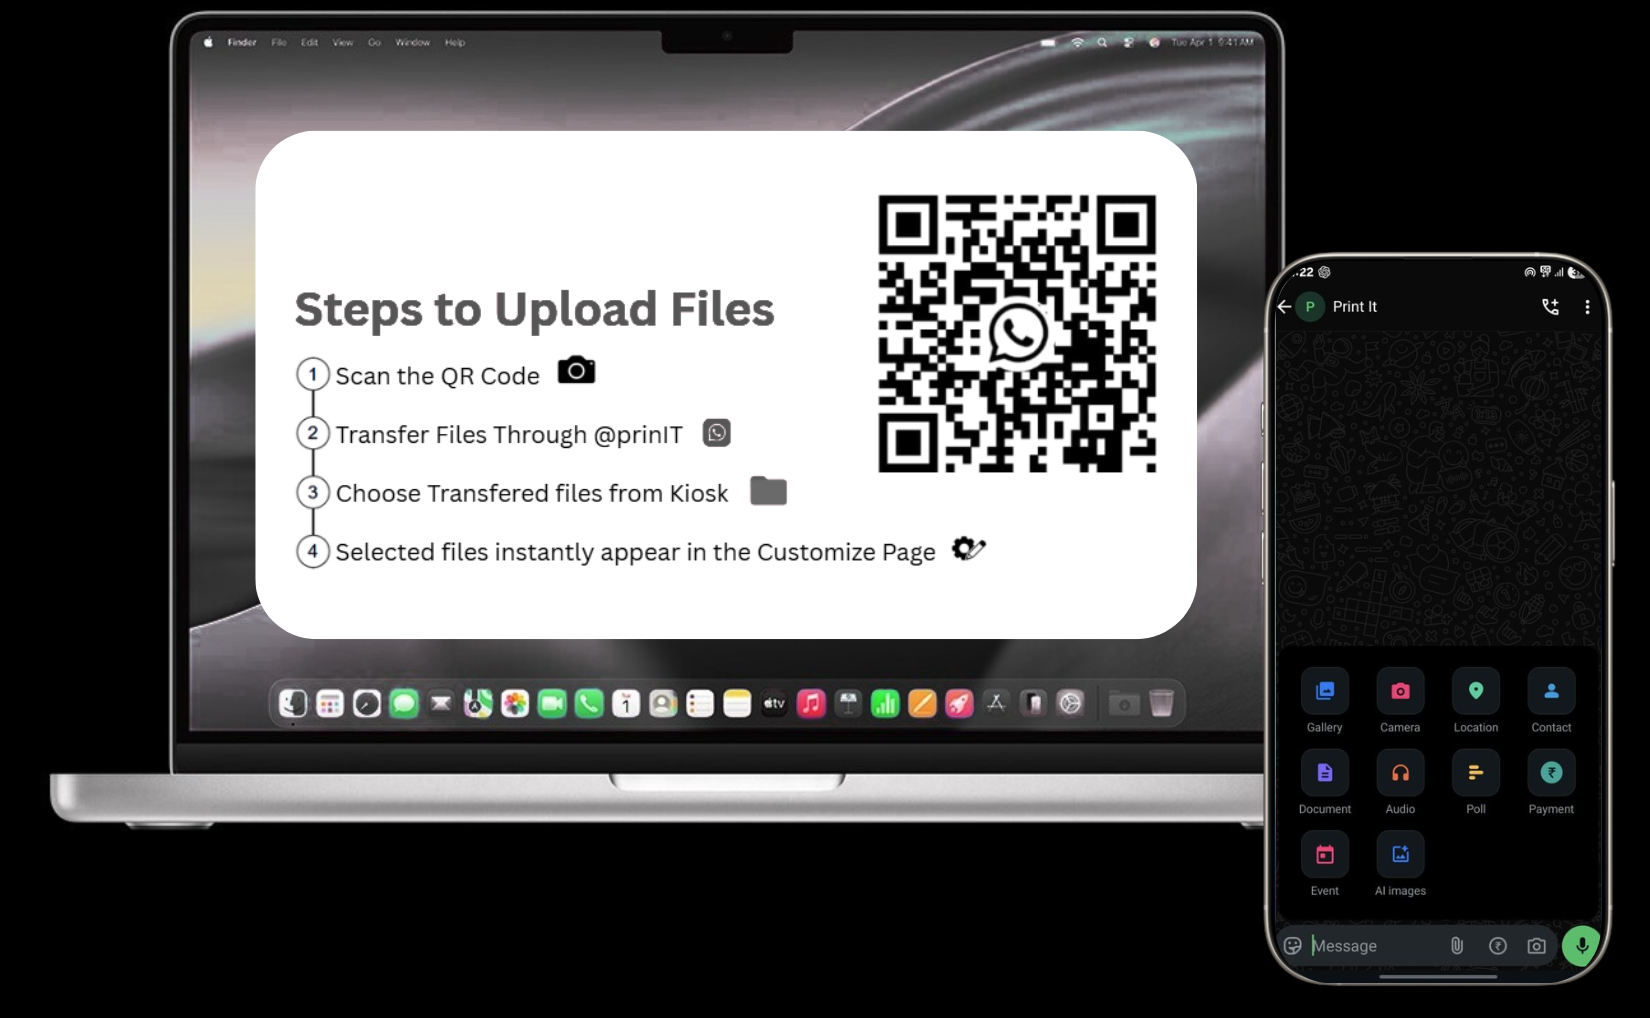 Finder File Edit View Go Window Help
Tue Apr 1 9:41 AM
Steps to Upload Files
1 Scan the QR Code
2 Transfer Files Through @prinIT
3 Choose Transfered files from Kiosk
4 Selected files instantly appear in the Customize Page
1
tv
:22
P Print It
Gallery Camera Location Contact
Document Audio Poll Payment
Event AI images
Message